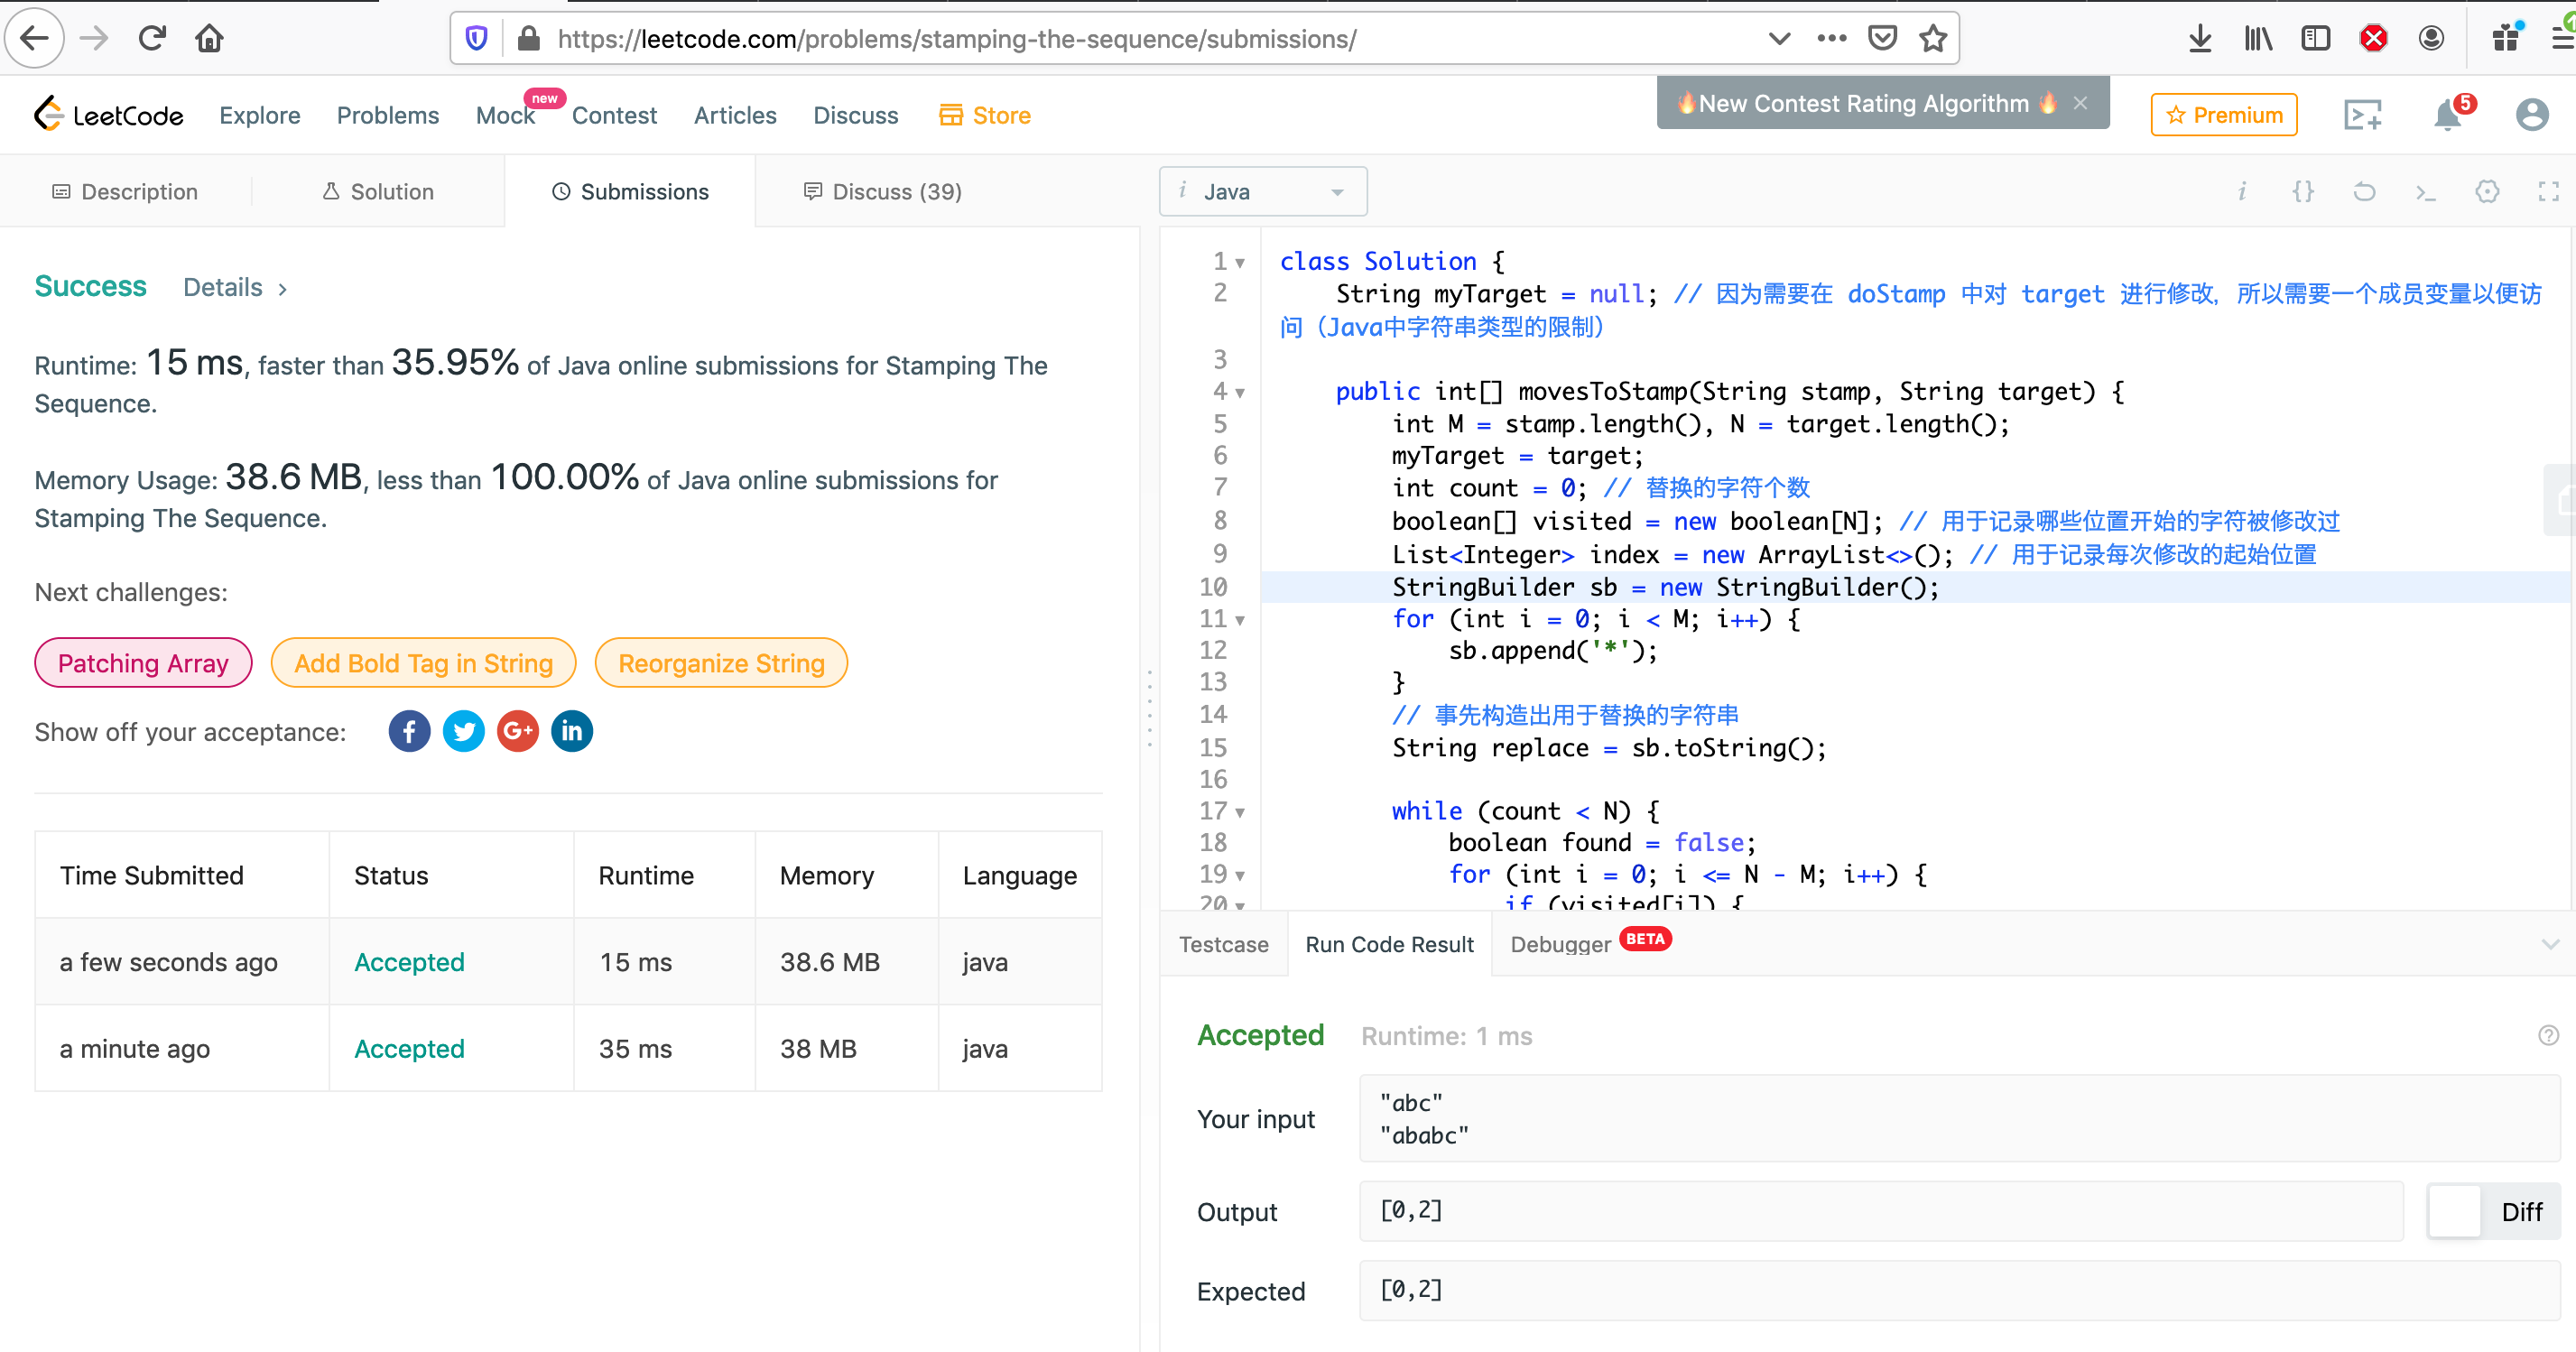 https://leetcode.com/problems/stamping-the-sequence/submissions/
LeetCode
Explore
Problems
Mock
new
Contest
Articles
Discuss
Store
🔥New Contest Rating Algorithm 🔥 ×
Premium
5
Description
Solution
Submissions
Discuss (39)
i Java
Success
Details >
Runtime: 15 ms, faster than 35.95% of Java online submissions for Stamping The
Sequence.
Memory Usage: 38.6 MB, less than 100.00% of Java online submissions for
Stamping The Sequence.
Next challenges:
Patching Array
Add Bold Tag in String
Reorganize String
Show off your acceptance:
Time Submitted Status Runtime Memory Language
a few seconds ago Accepted 15 ms 38.6 MB java
a minute ago Accepted 35 ms 38 MB java
1 class Solution {
2 String myTarget = null; // 因为需要在 doStamp 中对 target 进行修改, 所以需要一个成员变量以便访
问（Java中字符串类型的限制）
3
4 public int[] movesToStamp(String stamp, String target) {
5 int M = stamp.length(), N = target.length();
6 myTarget = target;
7 int count = 0; // 替换的字符个数
8 boolean[] visited = new boolean[N]; // 用于记录哪些位置开始的字符被修改过
9 List<Integer> index = new ArrayList<>(); // 用于记录每次修改的起始位置
10 StringBuilder sb = new StringBuilder();
11 for (int i = 0; i < M; i++) {
12 sb.append('*');
13 }
14 // 事先构造出用于替换的字符串
15 String replace = sb.toString();
16
17 while (count < N) {
18 boolean found = false;
19 for (int i = 0; i <= N - M; i++) {
20 if (visited[i]) {
Testcase
Run Code Result
Debugger
BETA
Accepted
Runtime: 1 ms
Your input
"abc"
"ababc"
Output
[0,2]
Diff
Expected
[0,2]